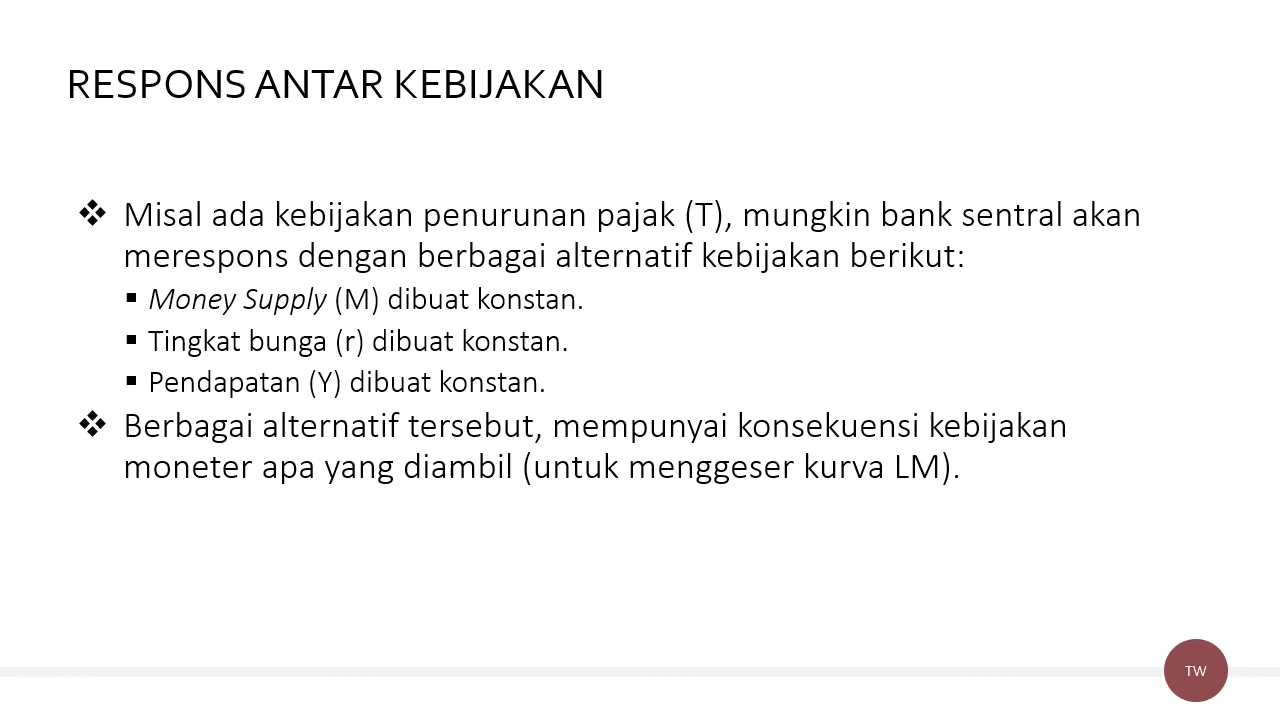 RESPONS ANTAR KEBIJAKAN
❖ Misal ada kebijakan penurunan pajak (T), mungkin bank sentral akan
merespons dengan berbagai alternatif kebijakan berikut:
▪ Money Supply (M) dibuat konstan.
▪ Tingkat bunga (r) dibuat konstan.
▪ Pendapatan (Y) dibuat konstan.
❖ Berbagai alternatif tersebut, mempunyai konsekuensi kebijakan
moneter apa yang diambil (untuk menggeser kurva LM).
TW